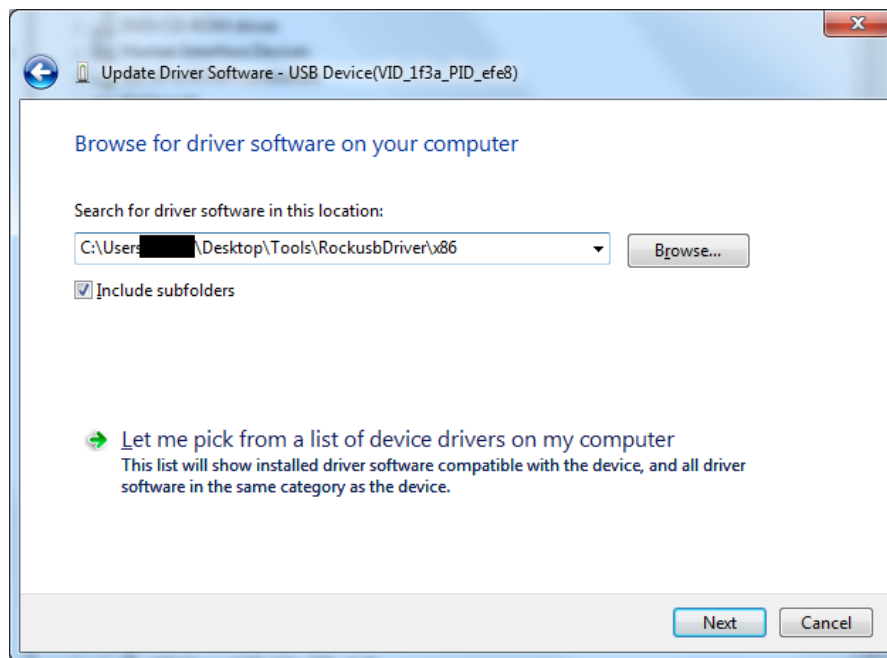 Update Driver Software - USB Device(VID_1f3a_PID_efe8)
Browse for driver software on your computer
Search for driver software in this location:
C:\Users\Desktop\Tools\RockusbDriver\x86
Browse...
Include subfolders
Let me pick from a list of device drivers on my computer
This list will show installed driver software compatible with the device, and all driver
software in the same category as the device.
Next
Cancel